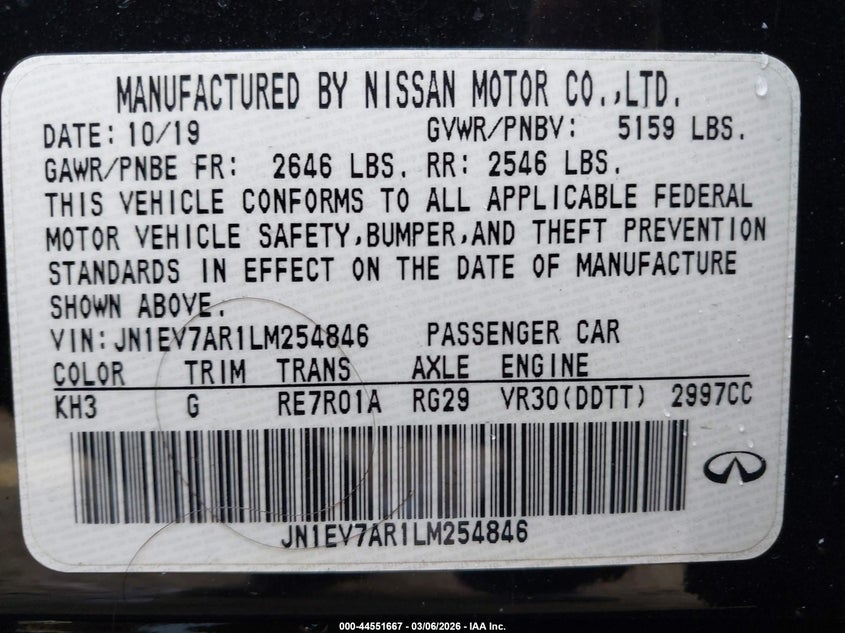 MANUFACTURED BY NISSAN MOTOR CO.,LTD.
DATE: 10/19 GVWR/PNBV: 5159 LBS.
GAWR/PNBE FR: 2646 LBS. RR: 2546 LBS.
THIS VEHICLE CONFORMS TO ALL APPLICABLE FEDERAL
MOTOR VEHICLE SAFETY,BUMPER,AND THEFT PREVENTION
STANDARDS IN EFFECT ON THE DATE OF MANUFACTURE
SHOWN ABOVE.
VIN: JN1EV7AR1LM254846 PASSENGER CAR
COLOR TRIM TRANS AXLE ENGINE
KH3 G RE7R01A RG29 VR30(DDTT) 2997CC
JN1EV7AR1LM254846
000-44551667 - 03/06/2026 - IAA Inc.